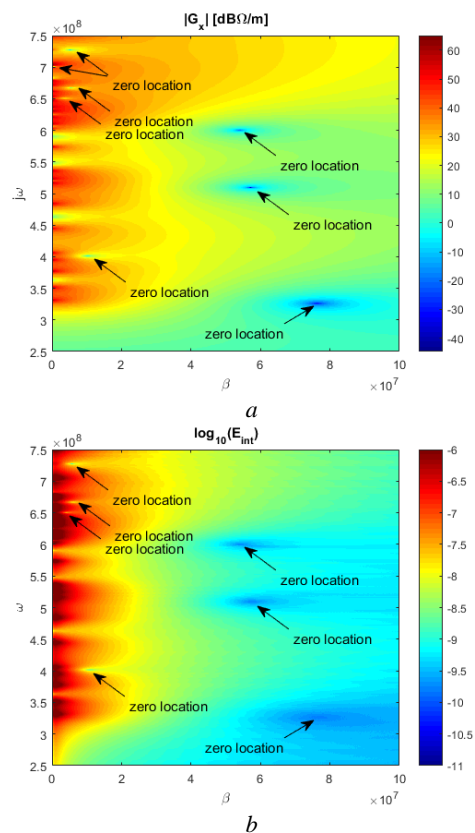 |G_x| [dBΩ/m]
× 10^8
7.5
7
6.5
6
5.5
5
4.5
4
3.5
3
2.5
jω
zero location
zero location
zero location
zero location
zero location
zero location
zero location
0 2 4 6 8 10
β
× 10^7
60
50
40
30
20
10
0
-10
-20
-30
-40
a
log_10(E_int)
× 10^8
7.5
7
6.5
6
5.5
5
4.5
4
3.5
3
2.5
ω
zero location
zero location
zero location
zero location
zero location
zero location
zero location
0 2 4 6 8 10
β
× 10^7
-6
-6.5
-7
-7.5
-8
-8.5
-9
-9.5
-10
-10.5
-11
b